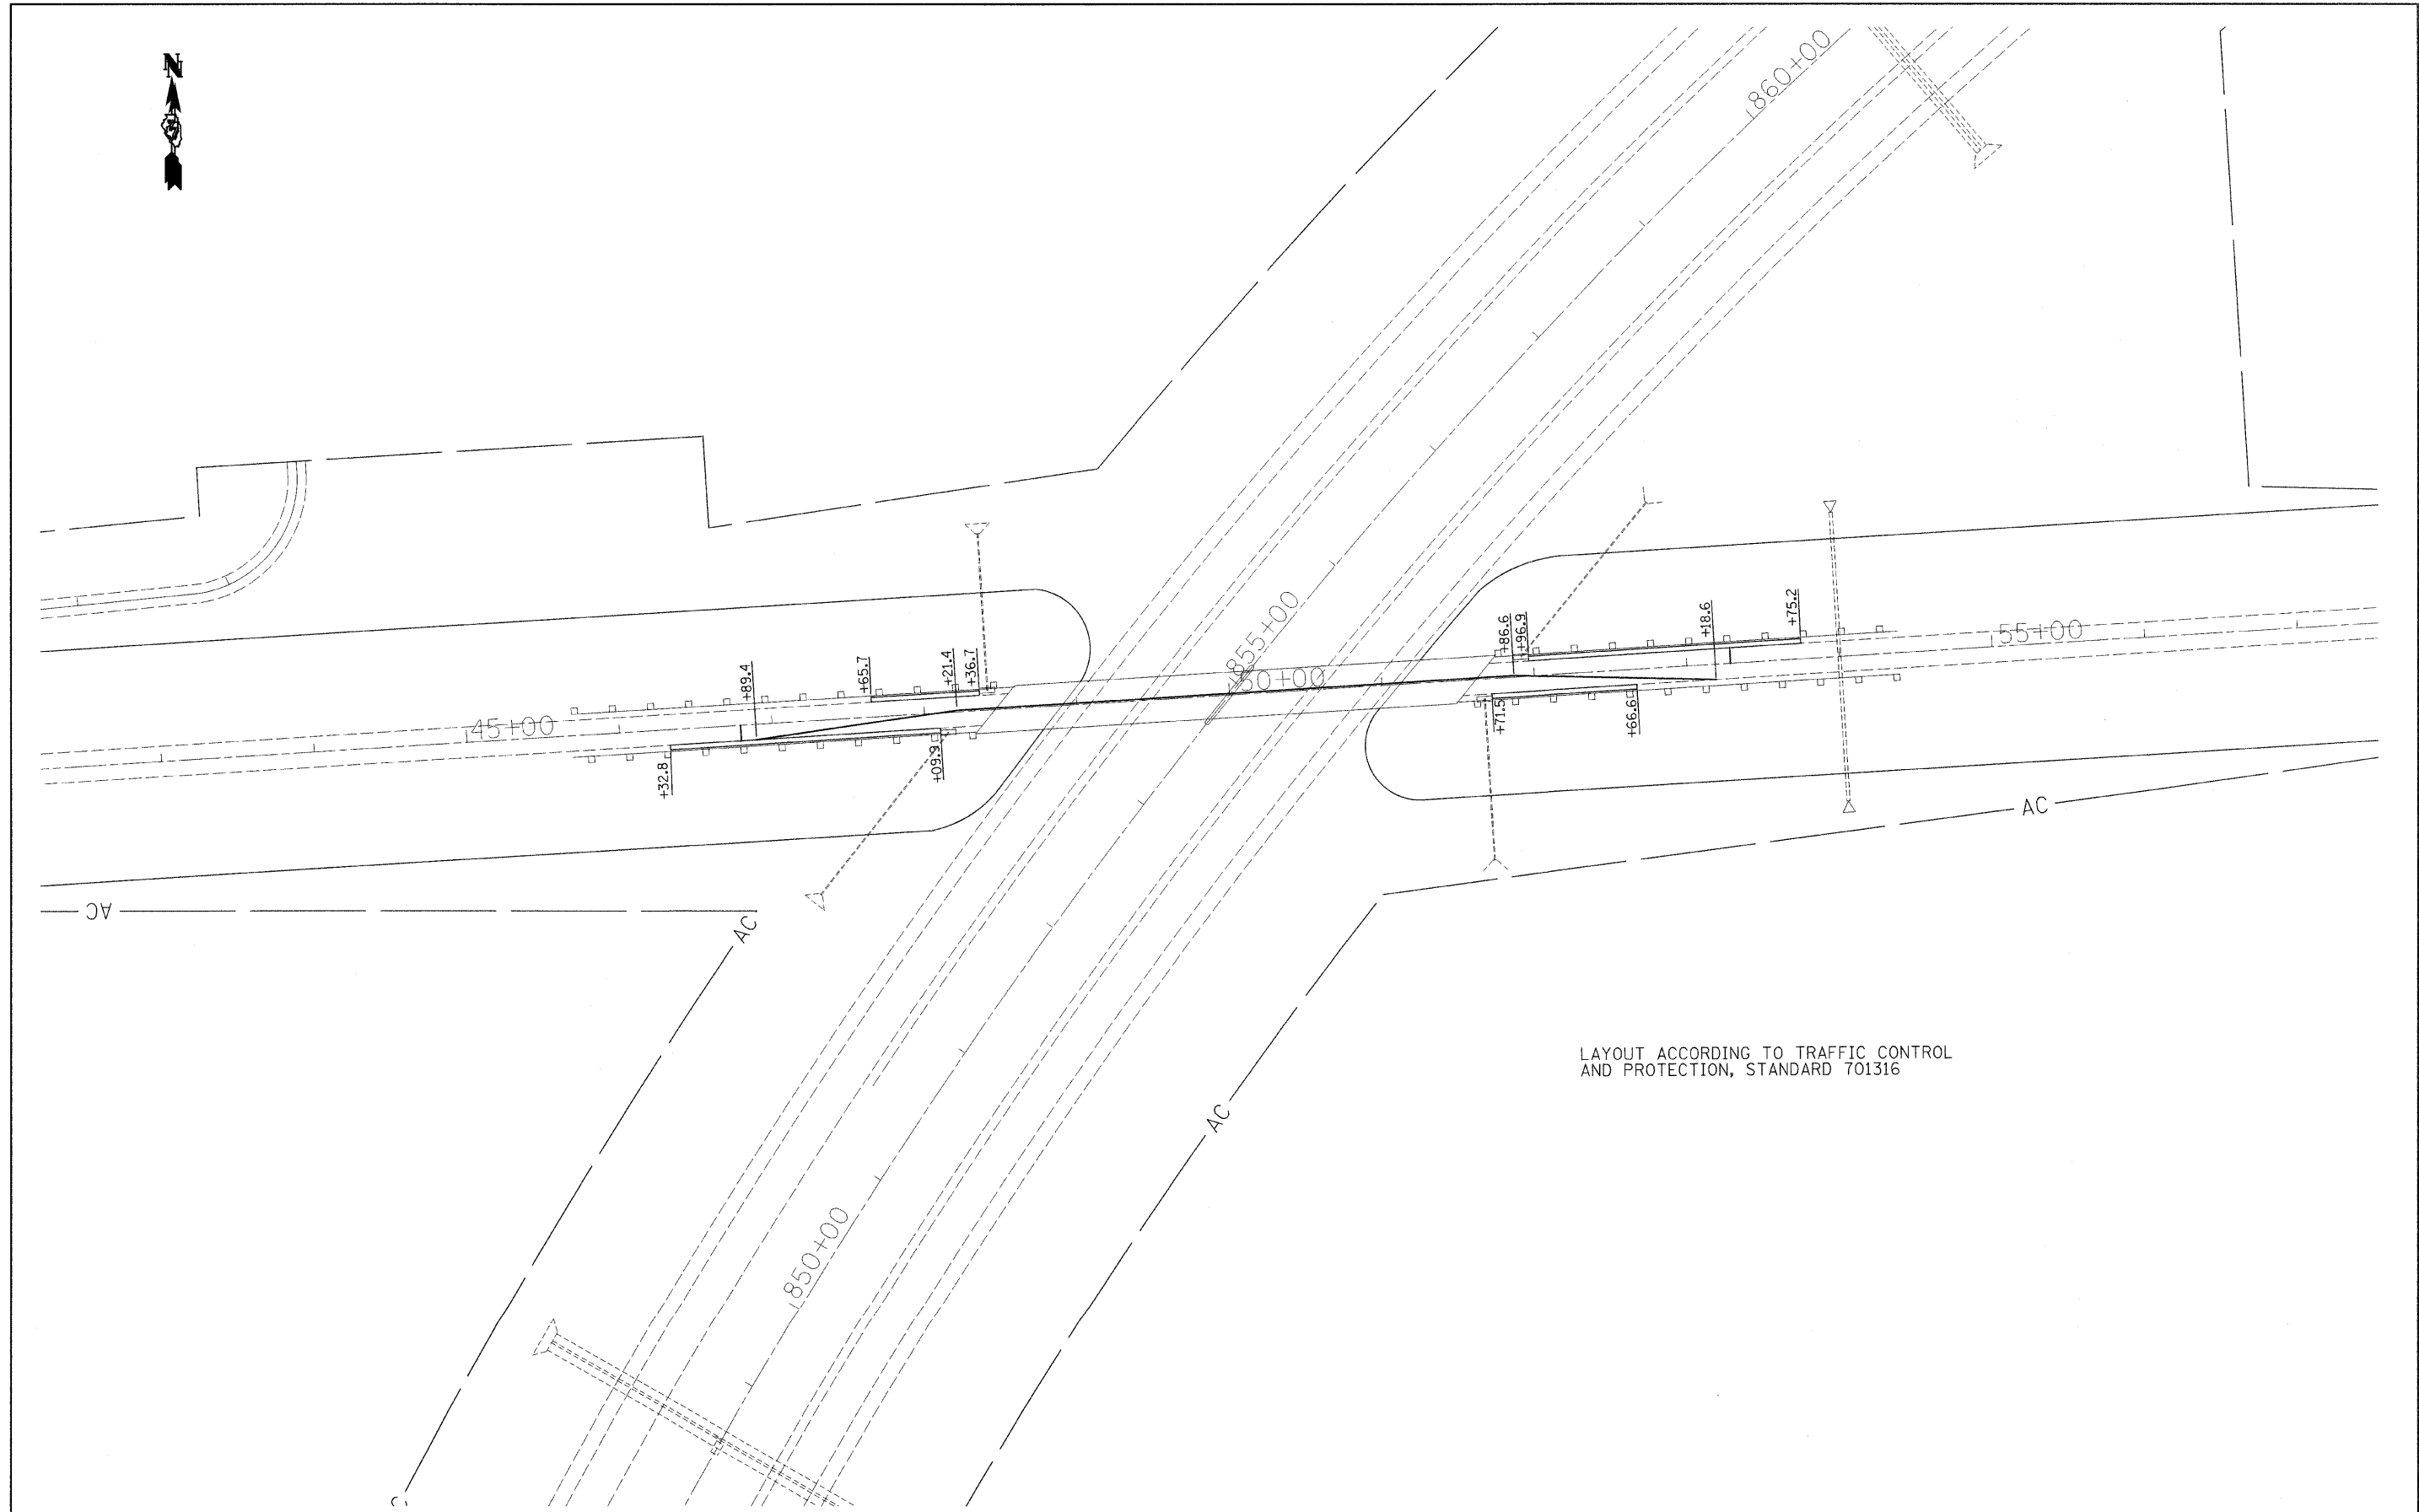 N
860+00
855+00
+86.6
+96.9
+18.6
+75.2
55+00
+89.4
+65.7
+21.4
+36.7
50+00
45+00
+32.8
+09.9
+71.5
+66.6
AC
AC
AC
AC
LAYOUT ACCORDING TO TRAFFIC CONTROL
AND PROTECTION, STANDARD 701316
850+00